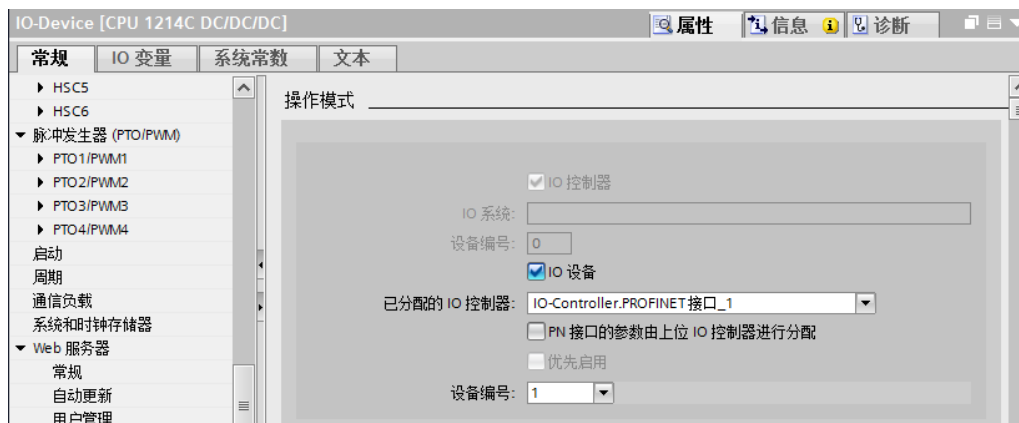 IO-Device [CPU 1214C DC/DC/DC]
属性 信息 诊断
常规 IO 变量 系统常数 文本
HSC5
HSC6
脉冲发生器 (PTO/PWM)
PTO1/PWM1
PTO2/PWM2
PTO3/PWM3
PTO4/PWM4
启动
周期
通信负载
系统和时钟存储器
Web 服务器
常规
自动更新
用户管理
操作模式
IO 控制器
IO 系统:
设备编号: 0
IO 设备
已分配的 IO 控制器: IO-Controller.PROFINET接口_1
PN 接口的参数由上位 IO 控制器进行分配
优先启用
设备编号: 1